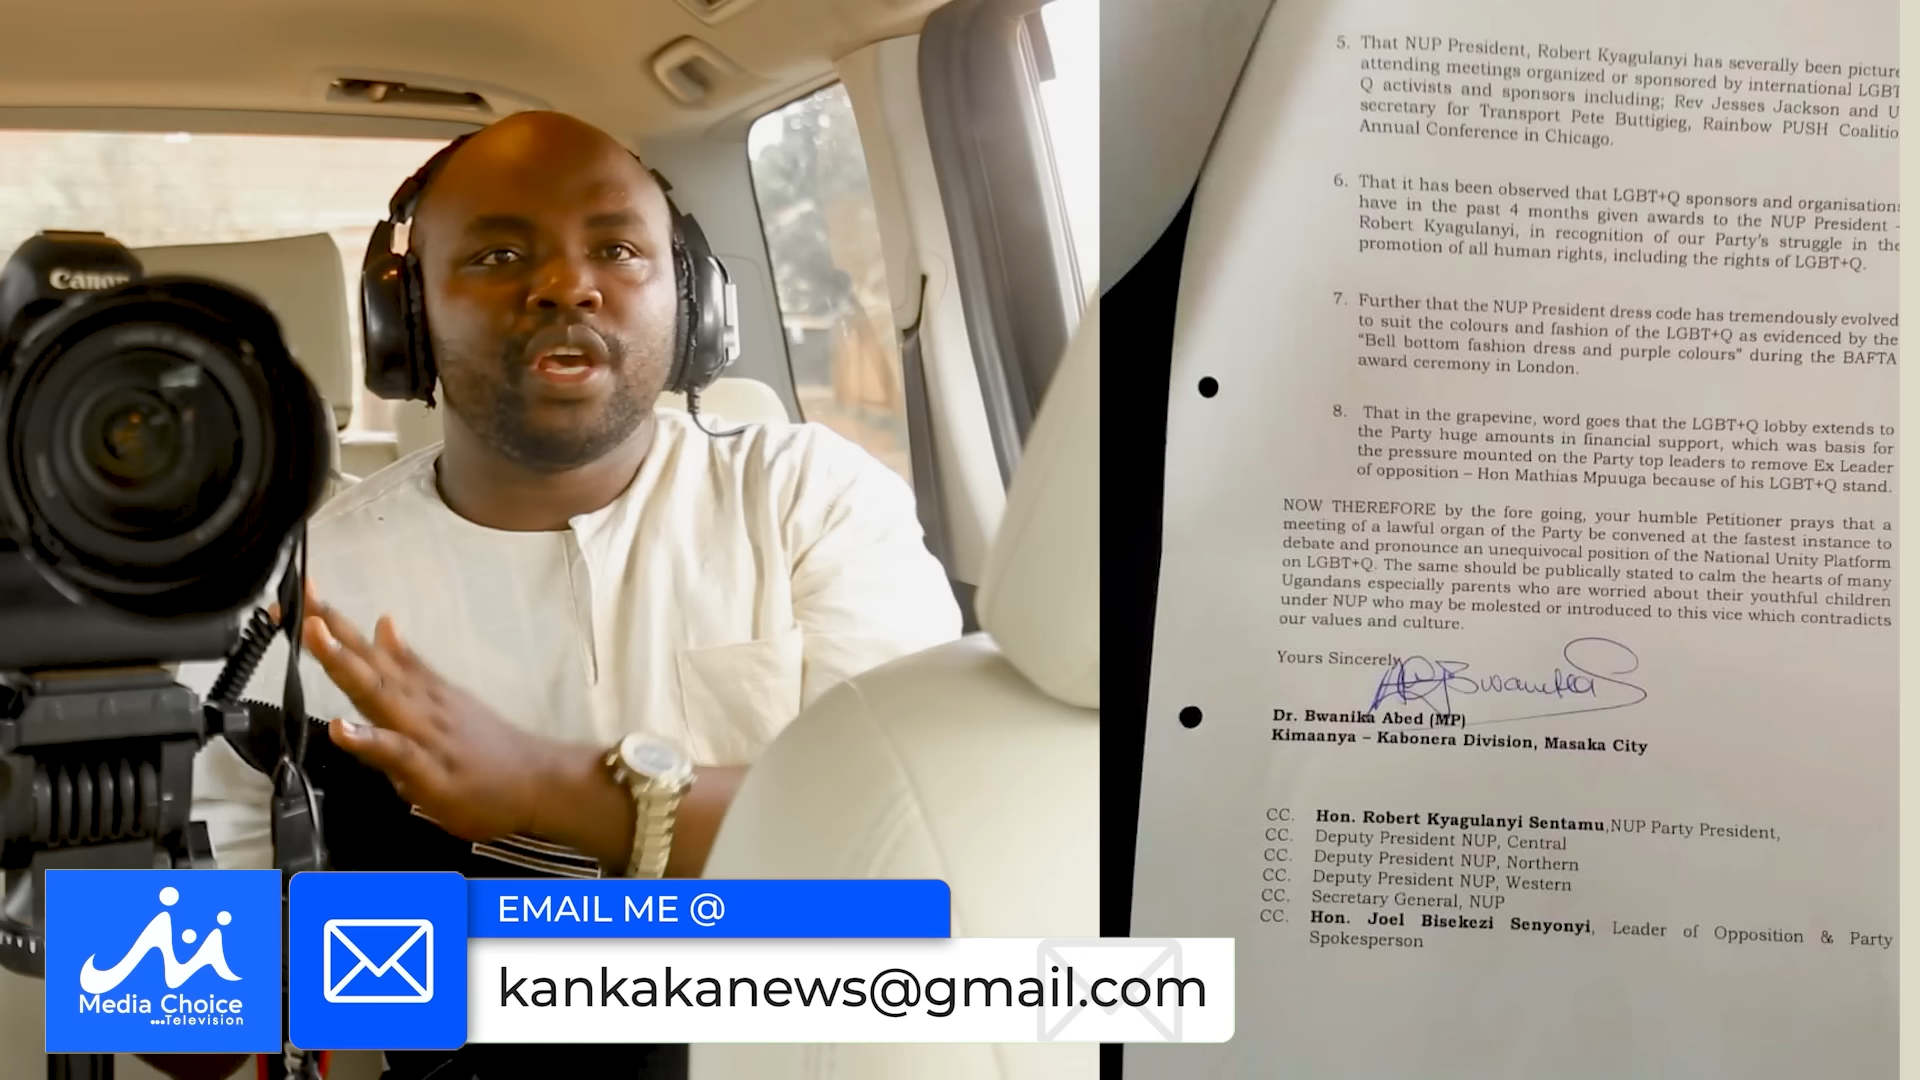 Canon
5. That NUP President, Robert Kyagulanyi has severally been picture
attending meetings organized or sponsored by international LGBT
Q activists and sponsors including; Rev Jesses Jackson and U
secretary for Transport Pete Buttigieg, Rainbow PUSH Coalitio
Annual Conference in Chicago.
6. That it has been observed that LGBT+Q sponsors and organisations
have in the past 4 months given awards to the NUP President -
Robert Kyagulanyi, in recognition of our Party's struggle in the
promotion of all human rights, including the rights of LGBT+Q.
7. Further that the NUP President dress code has tremendously evolved
to suit the colours and fashion of the LGBT+Q as evidenced by the
"Bell bottom fashion dress and purple colours" during the BAFTA
award ceremony in London.
8. That in the grapevine, word goes that the LGBT+Q lobby extends to
the Party huge amounts in financial support, which was basis for
the pressure mounted on the Party top leaders to remove Ex Leader
of opposition – Hon Mathias Mpuuga because of his LGBT+Q stand.
NOW THEREFORE by the fore going, your humble Petitioner prays that a
meeting of a lawful organ of the Party be convened at the fastest instance to
debate and pronounce an unequivocal position of the National Unity Platform
on LGBT+Q. The same should be publically stated to calm the hearts of many
Ugandans especially parents who are worried about their youthful children
under NUP who may be molested or introduced to this vice which contradicts
our values and culture.
Yours Sincerely
Dr. Bwanika Abed (MP)
Kimaanya – Kabonera Division, Masaka City
CC. Hon. Robert Kyagulanyi Sentamu,NUP Party President,
CC. Deputy President NUP, Central
CC. Deputy President NUP, Northern
CC. Deputy President NUP, Western
CC. Secretary General, NUP
CC. Hon. Joel Bisekezi Senyonyi, Leader of Opposition & Party
Spokesperson
EMAIL ME @
kankakanews@gmail.com
Media Choice
...Television